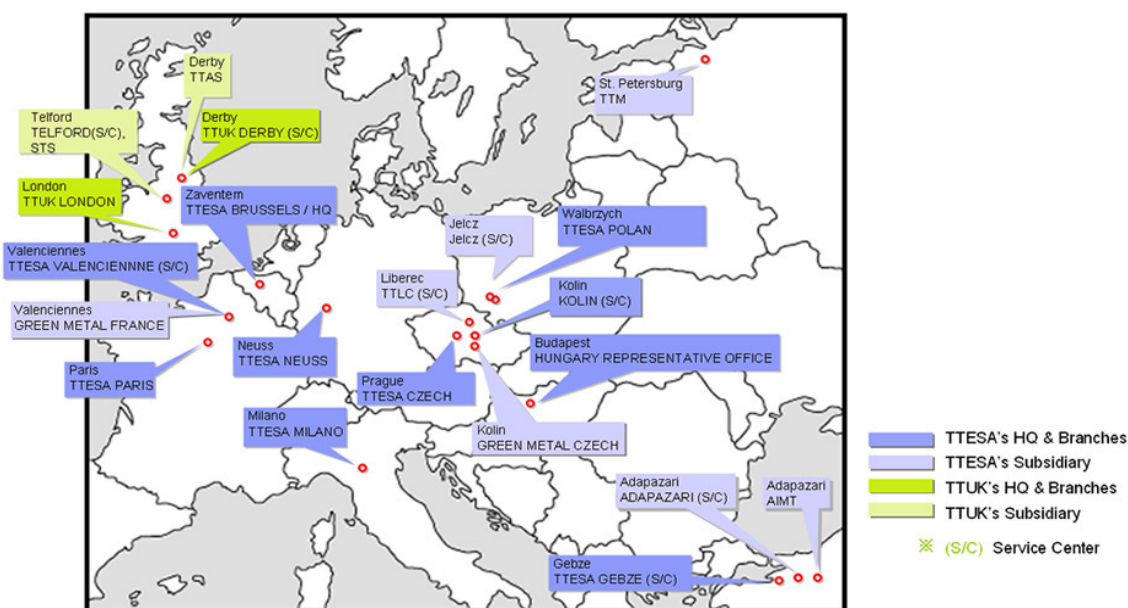 Derby
TTAS
St. Petersburg
TTM
Telford
TELFORD(S/C),
STS
Derby
TTUK DERBY (S/C)
London
TTUK LONDON
Zaventem
TTESA BRUSSELS / HQ
Jelcz
Jelcz (S/C)
Walbrzych
TTESA POLAN
Valenciennes
TTESA VALENCIENNNE (S/C)
Liberec
TTLC (S/C)
Kolin
KOLIN (S/C)
Valenciennes
GREEN METAL FRANCE
Neuss
TTESA NEUSS
Budapest
HUNGARY REPRESENTATIVE OFFICE
Paris
TTESA PARIS
Prague
TTESA CZECH
Milano
TTESA MILANO
Kolin
GREEN METAL CZECH
Adapazari
ADAPAZARI (S/C)
Adapazari
AIMT
Gebze
TTESA GEBZE (S/C)
TTESA's HQ & Branches
TTESA's Subsidiary
TTUK's HQ & Branches
TTUK's Subsidiary
※ (S/C) Service Center